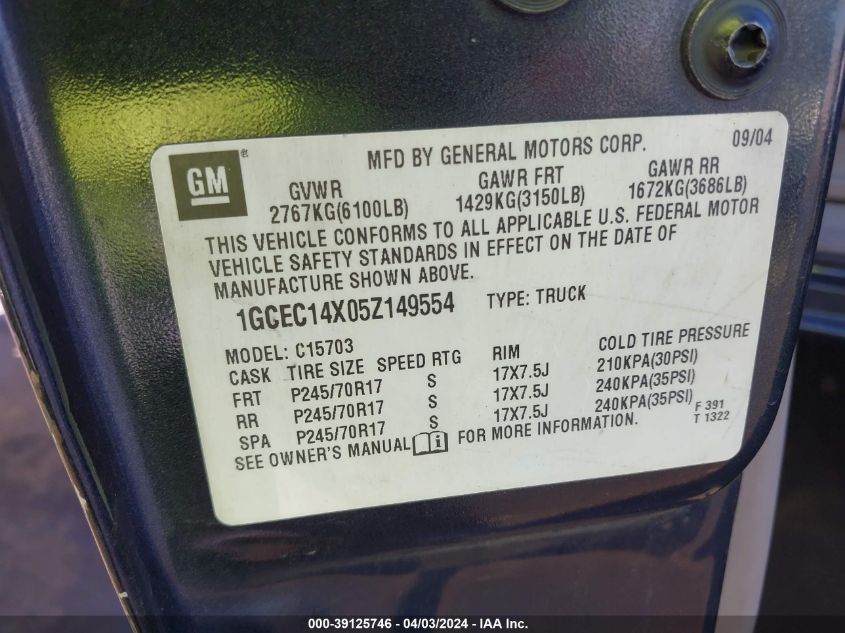 GM ®
MFD BY GENERAL MOTORS CORP. 09/04
GVWR GAWR FRT GAWR RR
2767KG(6100LB) 1429KG(3150LB) 1672KG(3686LB)
THIS VEHICLE CONFORMS TO ALL APPLICABLE U.S. FEDERAL MOTOR
VEHICLE SAFETY STANDARDS IN EFFECT ON THE DATE OF
MANUFACTURE SHOWN ABOVE.
1GCEC14X05Z149554 TYPE: TRUCK
MODEL: C15703
CASK TIRE SIZE SPEED RTG RIM COLD TIRE PRESSURE
FRT P245/70R17 S 17X7.5J 210KPA(30PSI)
RR P245/70R17 S 17X7.5J 240KPA(35PSI)
SPA P245/70R17 S 17X7.5J 240KPA(35PSI)
SEE OWNER'S MANUAL i FOR MORE INFORMATION.
F 391
T 1322
000-39125746 - 04/03/2024 - IAA Inc.